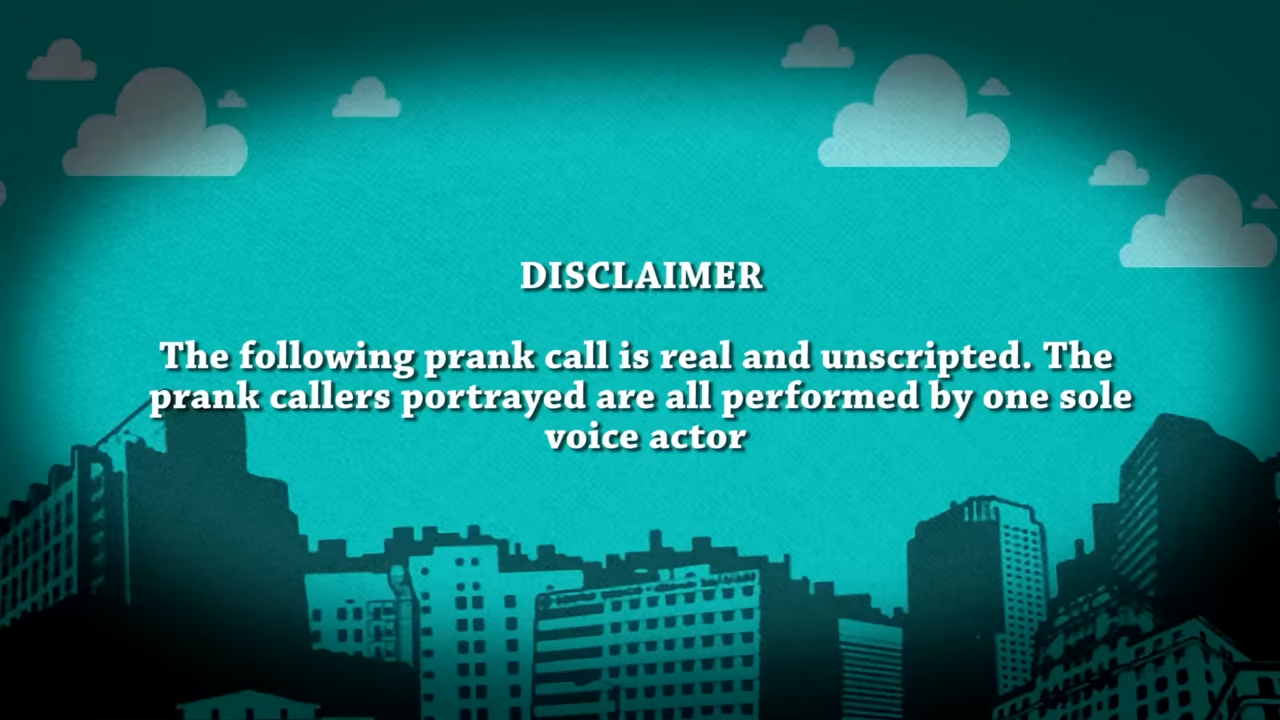 DISCLAIMER
The following prank call is real and unscripted. The
prank callers portrayed are all performed by one sole
voice actor